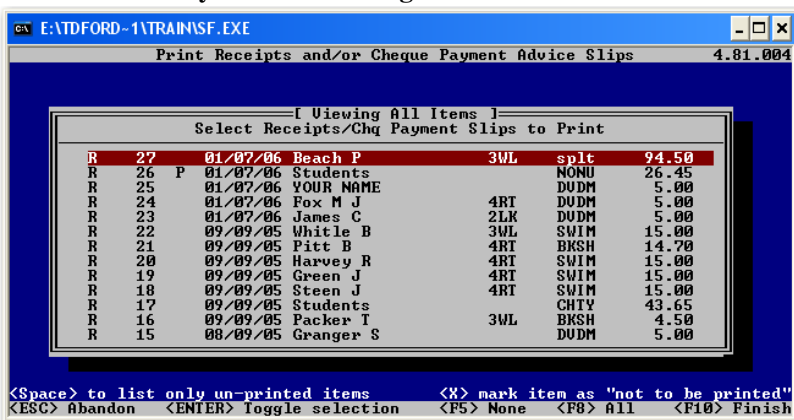 E:\TDFORD~1\TRAIN\SF.EXE
Print Receipts and/or Cheque Payment Advice Slips 4.81.004
[ Viewing All Items ]
Select Receipts/Chq Payment Slips to Print
R 27 01/07/06 Beach P 3WL splt 94.50
R 26 P 01/07/06 Students NONU 26.45
R 25 01/07/06 YOUR NAME DVDM 5.00
R 24 01/07/06 Fox M J 4RT DVDM 5.00
R 23 01/07/06 James C 2LK DVDM 5.00
R 22 09/09/05 Whitle B 3WL SWIM 15.00
R 21 09/09/05 Pitt B 4RT BKSH 14.70
R 20 09/09/05 Harvey R 4RT SWIM 15.00
R 19 09/09/05 Green J 4RT SWIM 15.00
R 18 09/09/05 Steen J 4RT SWIM 15.00
R 17 09/09/05 Students CHTY 43.65
R 16 09/09/05 Packer T 3WL BKSH 4.50
R 15 08/09/05 Granger S DVDM 5.00
<Space> to list only un-printed items <X> mark item as "not to be printed"
<ESC> Abandon <ENTER> Toggle selection <F5> None <F8> All <F10> Finish